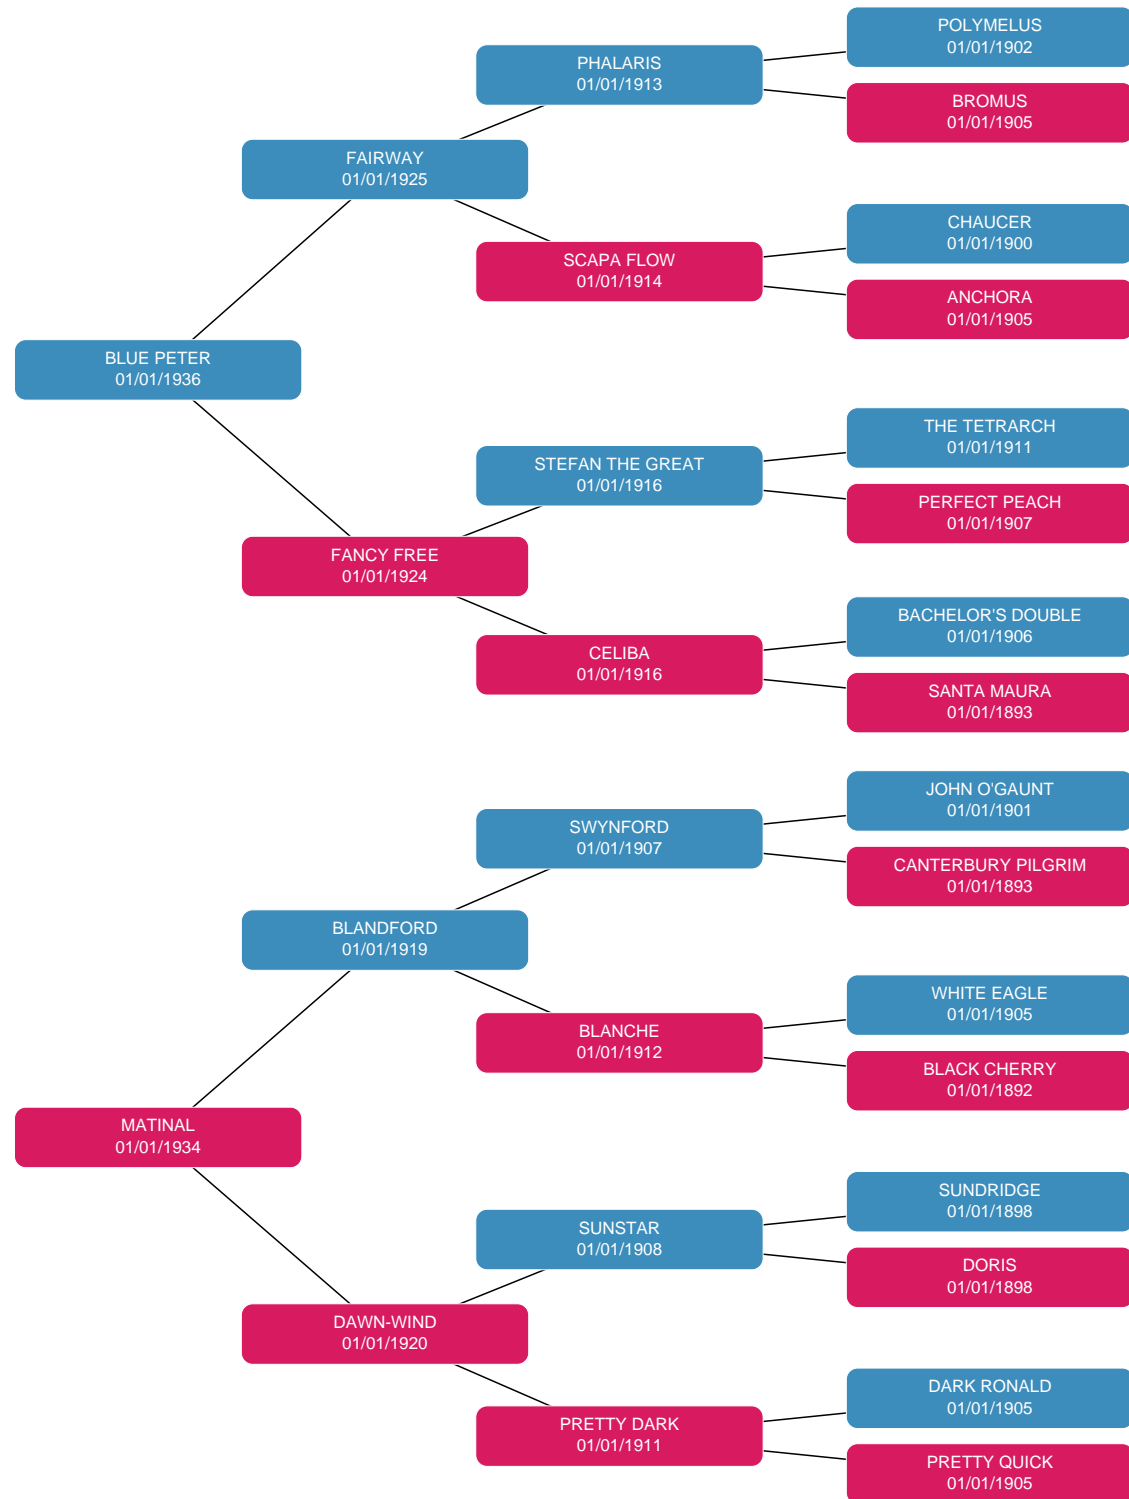 POLYMELUS
01/01/1902
PHALARIS
01/01/1913
BROMUS
01/01/1905
FAIRWAY
01/01/1925
CHAUCER
01/01/1900
SCAPA FLOW
01/01/1914
ANCHORA
01/01/1905
BLUE PETER
01/01/1936
THE TETRARCH
01/01/1911
STEFAN THE GREAT
01/01/1916
PERFECT PEACH
01/01/1907
FANCY FREE
01/01/1924
BACHELOR'S DOUBLE
01/01/1906
CELIBA
01/01/1916
SANTA MAURA
01/01/1893
JOHN O'GAUNT
01/01/1901
SWYNFORD
01/01/1907
CANTERBURY PILGRIM
01/01/1893
BLANDFORD
01/01/1919
WHITE EAGLE
01/01/1905
BLANCHE
01/01/1912
BLACK CHERRY
01/01/1892
MATINAL
01/01/1934
SUNDRIDGE
01/01/1898
SUNSTAR
01/01/1908
DORIS
01/01/1898
DAWN-WIND
01/01/1920
DARK RONALD
01/01/1905
PRETTY DARK
01/01/1911
PRETTY QUICK
01/01/1905